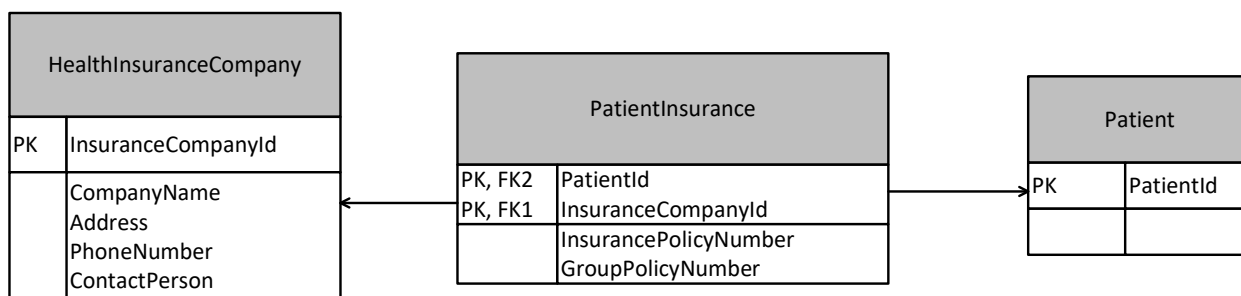 HealthInsuranceCompany
PK InsuranceCompanyId
CompanyName
Address
PhoneNumber
ContactPerson
PatientInsurance
PK, FK2 PatientId
PK, FK1 InsuranceCompanyId
InsurancePolicyNumber
GroupPolicyNumber
Patient
PK PatientId